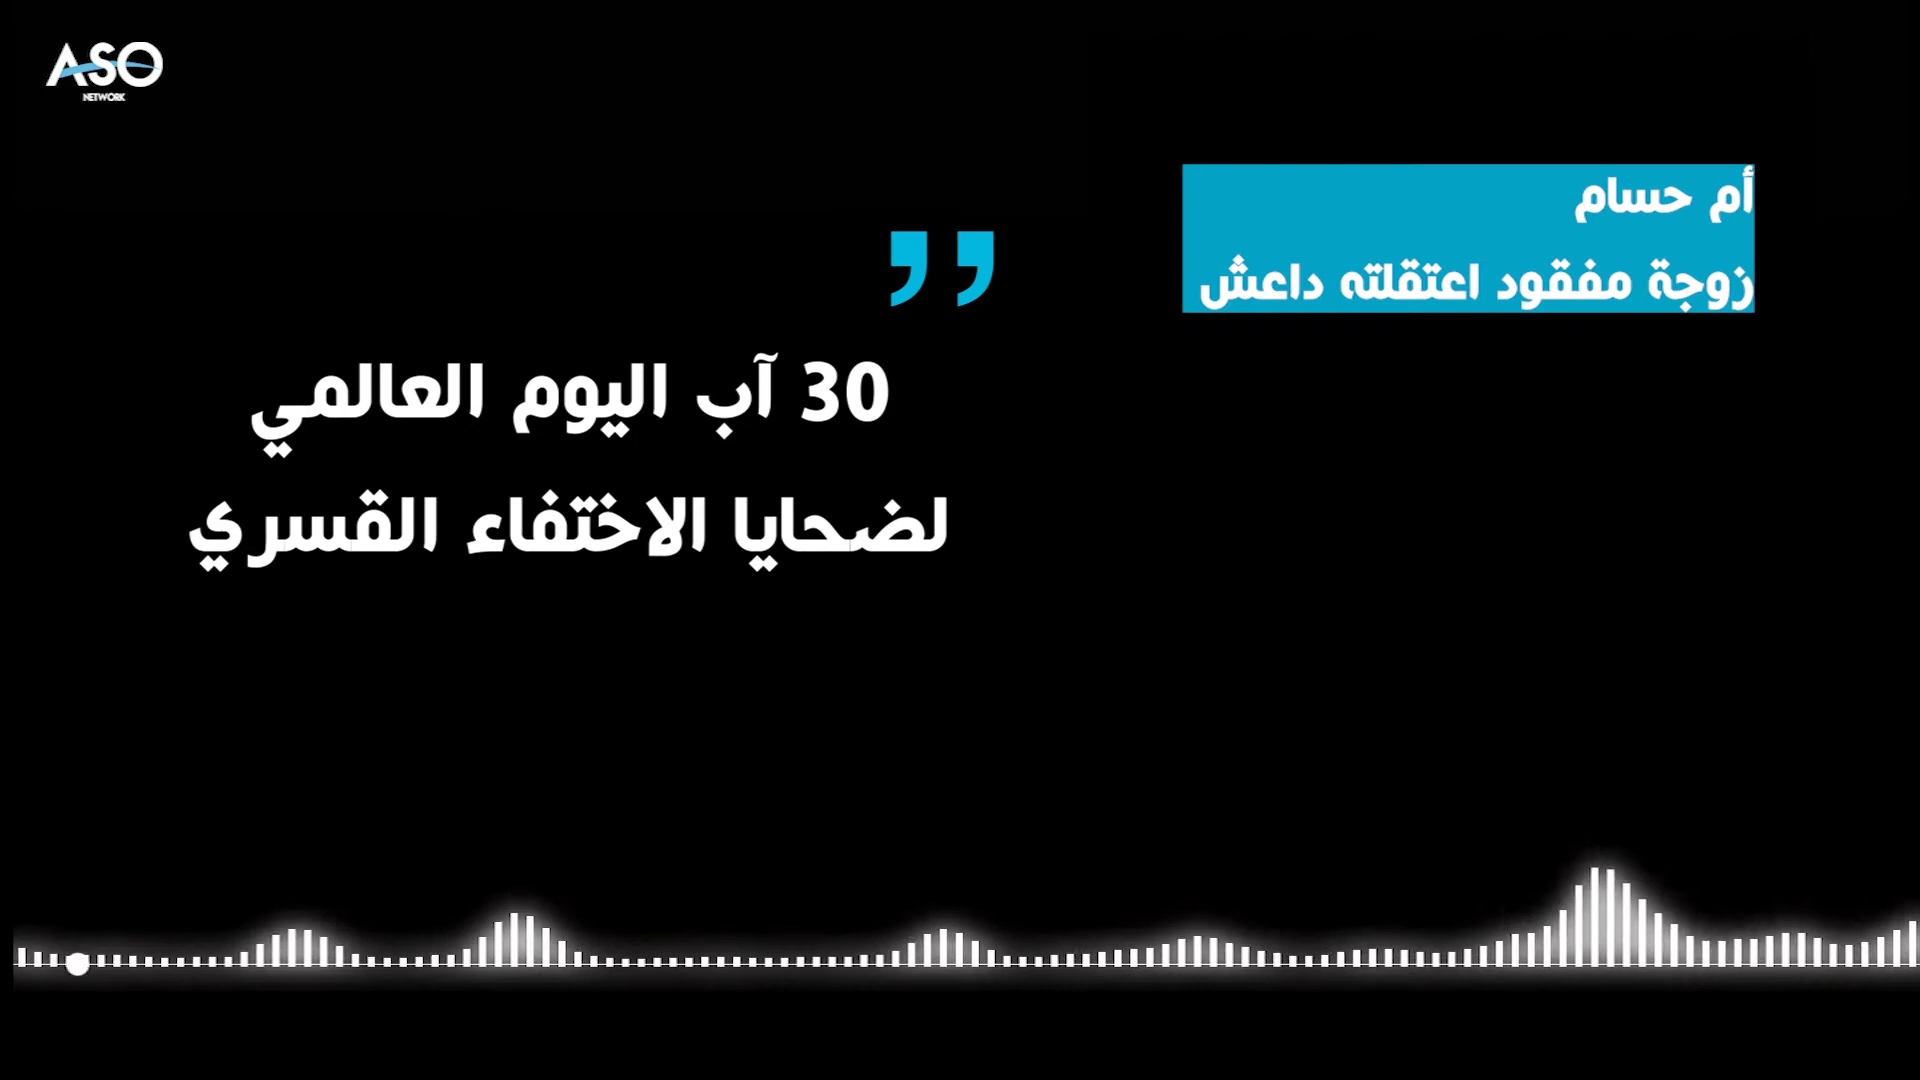 ASO
NETWORK
أم حسام
زوجة مفقود اعتقلته داعش
30 آب اليوم العالمي
لضحايا الاختفاء القسري